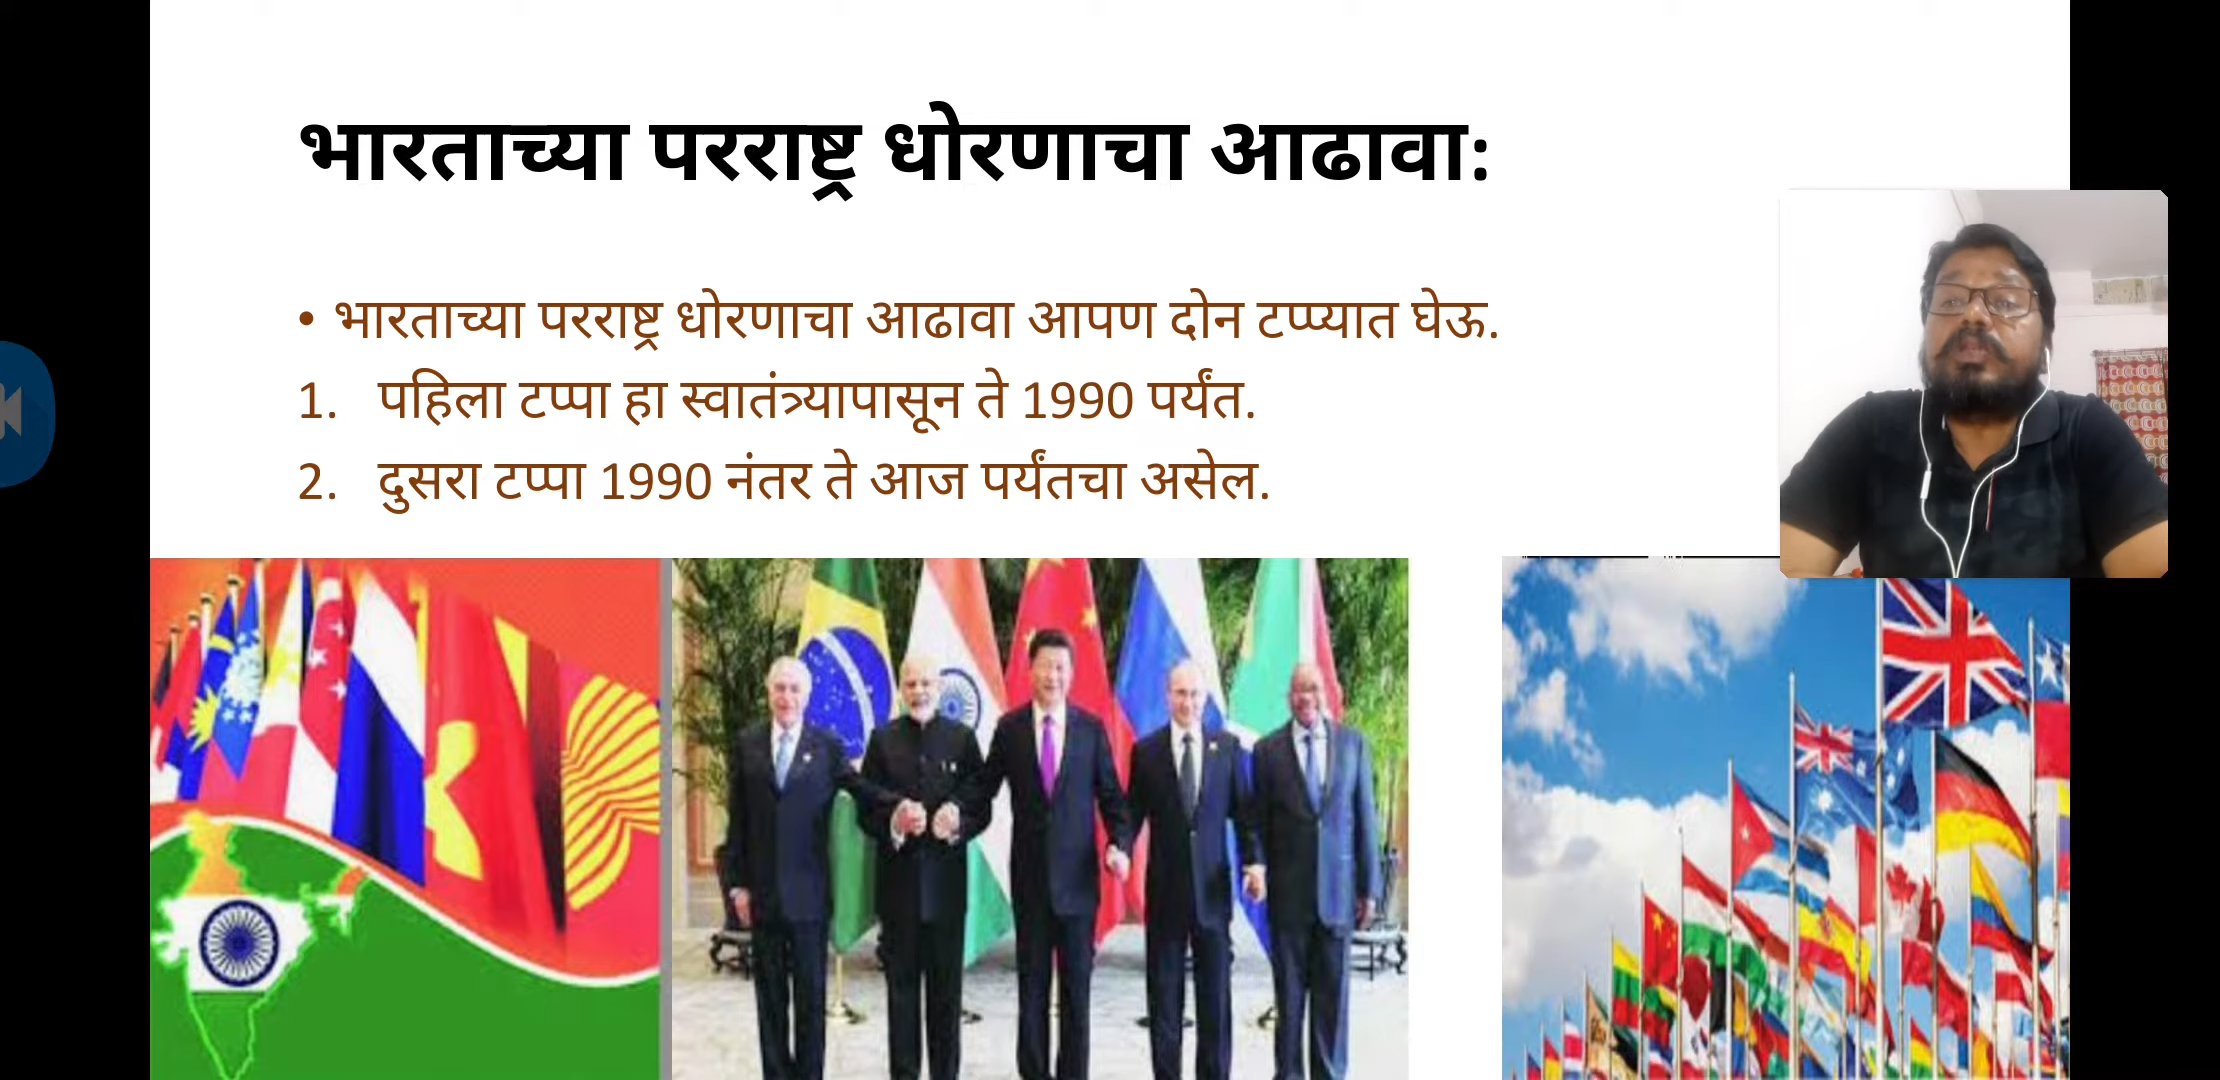 भारताच्या परराष्ट्र धोरणाचा आढावा:
• भारताच्या परराष्ट्र धोरणाचा आढावा आपण दोन टप्प्यात घेऊ.
1. पहिला टप्पा हा स्वातंत्र्यापासून ते 1990 पर्यंत.
2. दुसरा टप्पा 1990 नंतर ते आज पर्यंतचा असेल.